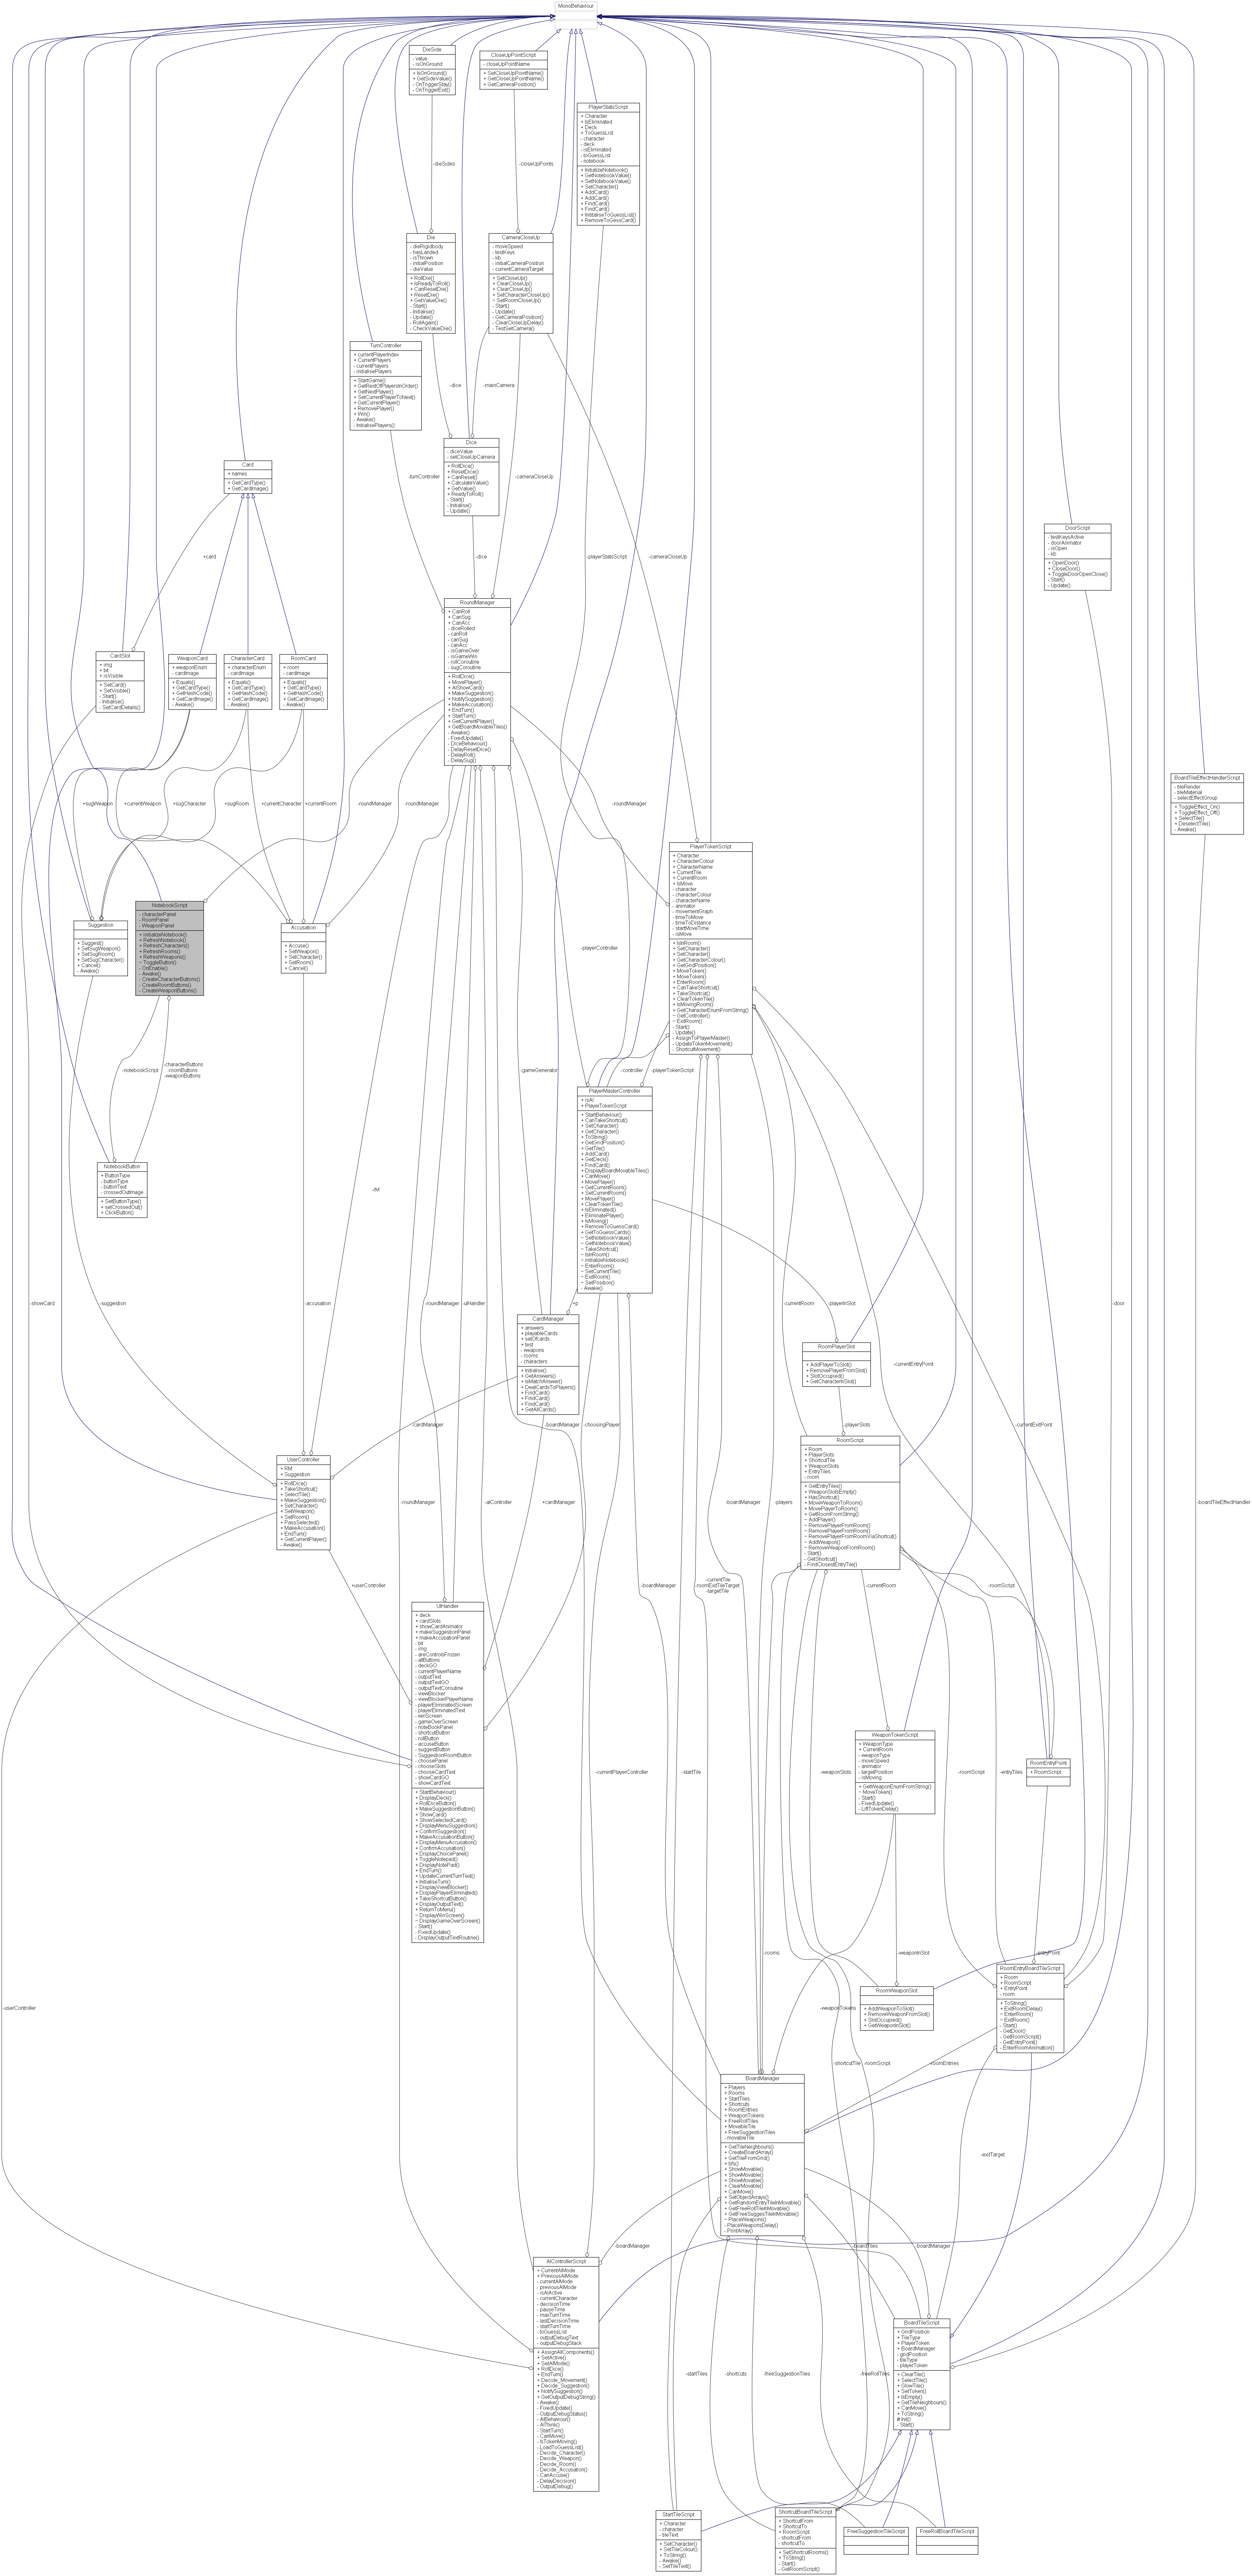 MonoBehaviour
DieSide
- value
- isOnGround
+ IsOnGround()
+ GetSideValue()
- OnTriggerStay()
- OnTriggerExit()
CloseUpPointScript
- closeUpPointName
+ SetCloseUpPointName()
+ GetCloseUpPointName()
+ GetCameraPosition()
PlayerStatsScript
+ Character
+ IsEliminated
+ Deck
+ ToGuessList
- character
- deck
- isEliminated
- toGuessList
- notebook
+ InitializeNotebook()
+ GetNotebookValue()
+ SetNotebookValue()
+ SetCharacter()
+ AddCard()
+ AddCard()
+ FindCard()
+ FindCard()
+ InititaliseToGuessList()
+ RemoveToGessCard()
-dieSides
-closeUpPoints
Die
- dieRigidbody
- hasLanded
- isThrown
- initialPosition
- dieValue
+ RollDie()
+ IsReadyToRoll()
+ CanResetDie()
+ ResetDie()
+ GetValueDie()
- Start()
- Initialise()
- Update()
- RollAgain()
- CheckValueDie()
CameraCloseUp
- moveSpeed
- testKeys
- kb
- initialCameraPosition
- currentCameraTarget
+ SetCloseUp()
+ ClearCloseUp()
+ ClearCloseUp()
+ SetCharacterCloseUp()
~ SetRoomCloseUp()
- Start()
- Update()
- GetCameraPosition()
- ClearCloseUpDelay()
- TestSetCamera()
TurnController
+ currentPlayerIndex
+ CurrentPlayers
- currentPlayers
- initialisePlayers
+ StartGame()
+ GetRestOfPlayersInOrder()
+ GetNextPlayer()
+ SetCurrentPlayerToNext()
+ GetCurrentPlayer()
+ RemovePlayer()
+ IWin()
- Awake()
- InitialisePlayers()
-dice
-mainCamera
Dice
- diceValue
- setCloseUpCamera
+ RollDice()
+ ResetDice()
+ CanReset()
+ CalculateValue()
+ SetValue()
+ ReadyToRoll()
- Start()
- Initialise()
- Update()
-turnController
-cameraCloseUp
Card
+ names
+ GetCardType()
+ GetCardImage()
+card
-dice
-playerStatsScript
-cameraCloseUp
DoorScript
- testKeysActive
- doorAnimator
- isOpen
- kb
+ OpenDoor()
+ CloseDoor()
+ ToggleDoorOpenClose()
- Start()
- Update()
RoundManager
+ CanRoll
+ CanSug
+ CanAcc
- diceRolled
- canRoll
- canSug
- canAcc
- isGameOver
- isGameWin
- rollCoroutine
- sugCoroutine
+ RollDice()
+ MovePlayer()
+ AIShowCard()
+ MakeSuggestion()
+ NotifySuggestion()
+ MakeAccusation()
+ EndTurn()
+ StartTurn()
+ GetCurrentPlayer()
+ GetBoardMovableTiles()
- Awake()
- FixedUpdate()
- DiceBehaviour()
- DelayResetDice()
- DelayRoll()
- DelaySug()
CardSlot
+ img
+ txt
+ isVisible
+ SetCard()
+ SetVisible()
- Start()
- Initialise()
- SetCardDetails()
WeaponCard
+ weaponEnum
- cardImage
+ Equals()
+ GetCardType()
+ GetHashCode()
+ GetCardImage()
- Awake()
CharacterCard
+ characterEnum
- cardImage
+ Equals()
+ GetCardType()
+ GetHashCode()
+ GetCardImage()
- Awake()
RoomCard
+ room
- cardImage
+ Equals()
+ GetCardType()
+ GetHashCode()
+ GetCardImage()
- Awake()
BoardTileEffectHandlerScript
- tileRender
- tileMaterial
- selectEffectGroup
+ ToggleEffect_On()
+ ToggleEffect_Off()
+ SelectTile()
+ DeselectTile()
- Awake()
+sugWeapon
+currentWeapon
+sugCharacter
+sugRoom
+currentCharacter
+currentRoom
-roundManager
-roundManager
-roundManager
PlayerTokenScript
+ Character
+ CharacterColour
+ CharacterName
+ CurrentTile
+ CurrentRoom
+ IsMove
- character
- characterColour
- characterName
- animator
- movementGraph
- timeToMove
- timeToDistance
- startMoveTime
- isMove
+ IsInRoom()
+ SetCharacter()
+ SetCharacter()
+ GetCharacterColour()
+ GetGridPosition()
+ MoveToken()
+ MoveToken()
+ EnterRoom()
+ CanTakeShortcut()
+ TakeShortcut()
+ ClearTokenTile()
+ IsMovingRoom()
+ GetCharacterEnumFromString()
~ GetController()
~ ExitRoom()
- Start()
- Update()
- AssignToPlayerMaster()
- UpdateTokenMovement()
- ShortcutMovement()
NotebookScript
- characterPanel
- RoomPanel
- WeaponPanel
+ initializeNotebook()
+ RefreshNotebook()
+ RefreshCharacters()
+ RefreshRooms()
+ RefreshWeapons()
~ ToggleButton()
- OnEnable()
- Awake()
- CreateCharacterButtons()
- CreateRoomButtons()
- CreateWeaponButtons()
Suggestion
+ Suggest()
+ SetSugWeapon()
+ SetSugRoom()
+ SetSugCharacter()
+ Cancel()
- Awake()
Accusation
+ Accuse()
+ SetWeapon()
+ SetCharacter()
+ SetRoom()
+ Cancel()
-playerController
-notebookScript
-characterButtons
-roomButtons
-weaponButtons
-gameGenerator
-controller
-playerTokenScript
PlayerMasterController
+ isAI
+ PlayerTokenScript
+ StartBehaviour()
+ CanTakeShortcut()
+ SetCharacter()
+ GetCharacter()
+ ToString()
+ GetGridPosition()
+ GetTile()
+ AddCard()
+ GetDeck()
+ FindCard()
+ DisplayBoardMovableTiles()
+ CanMove()
+ MovePlayer()
+ GetCurrentRoom()
+ SetCurrentRoom()
+ MovePlayer()
+ ClearTokenTile()
+ IsEliminated()
+ EliminatePlayer()
+ IsMoving()
+ RemoveToGuessCard()
+ GetToGuessCards()
~ SetNotebookValue()
~ GetNotebookValue()
~ TakeShortcut()
~ IsInRoom()
~ initializeNotebook()
~ EnterRoom()
~ SetCurrentTile()
~ ExitRoom()
~ SetPosition()
- Awake()
NotebookButton
+ ButtonType
- buttonType
- buttonText
- crossedOutImage
+ SetButtonType()
+ setCrossedOut()
+ ClickButton()
-rM
-showCard
-suggestion
-accusation
-roundManager
-uIHandler
+p
-playerInSlot
-currentRoom
-currentEntryPoint
-door
CardManager
+ answers
+ playableCards
+ setOfcards
+ test
- weapons
- rooms
- characters
+ Initialise()
+ GetAnswers()
+ IsMatchAnswer()
+ DealCardsToPlayers()
+ FindCard()
+ FindCard()
+ FindCard()
+ GetAllCards()
RoomPlayerSlot
+ AddPlayerToSlot()
+ RemovePlayerFromSlot()
+ SlotOccupied()
+ GetCharacterInSlot()
-cardManager
-boardManager
-choosingPlayer
-playerSlots
-currentExitPoint
UserController
+ RM
+ Suggestion
+ RollDice()
+ TakeShortcut()
+ SelectTile()
+ MakeSuggestion()
+ SetCharacter()
+ SetWeapon()
+ SetRoom()
+ PassSelected()
+ MakeAccusation()
+ EndTurn()
+ GetCurrentPlayer()
- Awake()
RoomScript
+ Room
+ PlayerSlots
+ ShortcutTile
+ WeaponSlots
+ EntryTiles
- room
+ GetEntryTiles()
+ WeaponSlotsEmpty()
+ HasShortcut()
+ MoveWeaponToRoom()
+ MovePlayerToRoom()
+ GetRoomFromString()
~ AddPlayer()
~ RemovePlayerFromRoom()
~ RemovePlayerFromRoom()
~ RemovePlayerFromRoomViaShortcut()
~ AddWeapon()
~ RemoveWeaponFromRoom()
- Start()
- GetShortcut()
- FindClosestEntryTile()
-roundManager
-aiController
+cardManager
-boardManager
-players
-boardTileEffectHandler
+userController
-boardManager
-currentTile
-roomExitTileTarget
-targetTile
-currentRoom
-roomScript
UIHandler
+ deck
+ cardSlots
+ showCardAnimator
+ makeSuggestionPanel
+ makeAccusationPanel
- txt
- img
- areControlsFrozen
- allButtons
- deckGO
- currentPlayerName
- outputText
- outputTextGO
- outputTextCoroutine
- viewBlocker
- viewBlockerPlayerName
- playerEliminatedScreen
- playerEliminatedText
- winScreen
- gameOverScreen
- noteBookPanel
- shortcutButton
- rollButton
- accuseButton
- suggestButton
- SuggestionRoomButton
- choosePanel
- chooseSlots
- chooseCardText
- showCardGO
- showCardText
+ StartBehaviour()
+ DisplayDeck()
+ RollDiceButton()
+ MakeSuggestionButton()
+ ShowCard()
+ ShowSelectedCard()
+ DisplayMenuSuggestion()
+ ConfirmSuggestion()
+ MakeAccusationButton()
+ DisplayMenuAccusation()
+ ConfirmAccusation()
+ DisplayChoicePanel()
+ ToggleNotepad()
+ DisplayNotePad()
+ EndTurn()
+ UpdateCurrentTurnText()
+ InitialiseTurn()
+ DisplayViewBlocker()
+ DisplayPlayerEliminated()
+ TakeShortcutButton()
+ DisplayOutputText()
+ ReturnToMenu()
~ DisplayWinScreen()
~ DisplayGameOverScreen()
- Start()
- FixedUpdate()
- DisplayOutputTextRoutine()
WeaponTokenScript
+ WeaponType
+ CurrentRoom
- weaponType
- moveSpeed
- animator
- targetPosition
- isMoving
+ GetWeaponEnumFromString()
~ MoveToken()
- Start()
- FixedUpdate()
- LiftTokenDelay()
RoomEntryPoint
+ RoomScript
-currentPlayerController
-startTile
-weaponSlots
-roomScript
-entryTiles
-rooms
-weaponInSlot
-entryPoint
RoomEntryBoardTileScript
+ Room
+ RoomScript
+ EntryPoint
- room
+ ToString()
+ ExitRoomDelay()
~ EnterRoom()
~ ExitRoom()
- Start()
- GetDoor()
- GetRoomScript()
- GetEntryPoint()
- EnterRoomAnimation()
RoomWeaponSlot
+ AddWeaponToSlot()
+ RemoveWeaponFromSlot()
+ SlotOccupied()
+ GetWeaponInSlot()
-userController
-weaponTokens
-shortcutTile
-roomScript
-roomEntries
BoardManager
+ Players
+ Rooms
+ StartTiles
+ Shortcuts
+ RoomEntries
+ WeaponTokens
+ FreeRollTiles
+ MovableTile
+ FreeSuggestionTiles
- movableTile
+ GetTileNeighbours()
+ CreateBoardArray()
+ GetTileFromGrid()
+ bfs()
+ ShowMovable()
+ ShowMovable()
+ ShowMovable()
+ ClearMovable()
+ CanMove()
+ SetObjectArrays()
+ GetRandomEntryTileInMovable()
+ GetFreeRollTileInMovable()
+ GetFreeSuggesTileInMovable()
~ PlaceWeapons()
- PlaceWeaponsDelay()
- PrintArray()
-exitTarget
-boardManager
-boardTiles
-boardManager
AIControllerScript
+ CurrentAIMode
+ PreviousAIMode
- currentAIMode
- previousAIMode
- isAIActive
- currentCharacter
- decisionTime
- pauseTime
- maxTurnTime
- lastDecisionTime
- startTurnTime
- toGuessList
- outputDebugText
- outputDebugStack
+ AssignAllComponents()
+ SetActive()
+ SetAIMode()
+ RollDice()
+ EndTurn()
+ Decide_Movement()
+ Decide_Suggestion()
+ NotifySuggestion()
+ GetOutputDebugString()
- Awake()
- FixedUpdate()
- OutputDebugStatus()
- AIBehaviour()
- AIThink()
- StartTurn()
- CanMove()
- IsTokenMoving()
- LoadToGuessList()
- Decide_Character()
- Decide_Weapon()
- Decide_Room()
- Decide_Accusation()
- CanAccuse()
- DelayDecision()
- OutputDebug()
BoardTileScript
+ GridPosition
+ TileType
+ PlayerToken
+ BoardManager
- gridPosition
- tileType
- playerToken
+ ClearTile()
+ SelectTile()
+ GlowTile()
+ SetToken()
+ IsEmpty()
+ GetTileNeighbours()
+ CanMove()
+ ToString()
# Init()
- Start()
-startTiles
-shortcuts
-freeSuggestionTiles
-freeRollTiles
StartTileScript
+ Character
- character
- tileText
+ SetCharacter()
+ SetTileColour()
+ ToString()
- Awake()
- SetTileText()
ShortcutBoardTileScript
+ ShortcutFrom
+ ShortcutTo
+ RoomScript
- shortcutFrom
- shortcutTo
+ SetShortcutRooms()
+ ToString()
- Start()
- GetRoomScript()
FreeSuggestionTileScript
FreeRollBoardTileScript